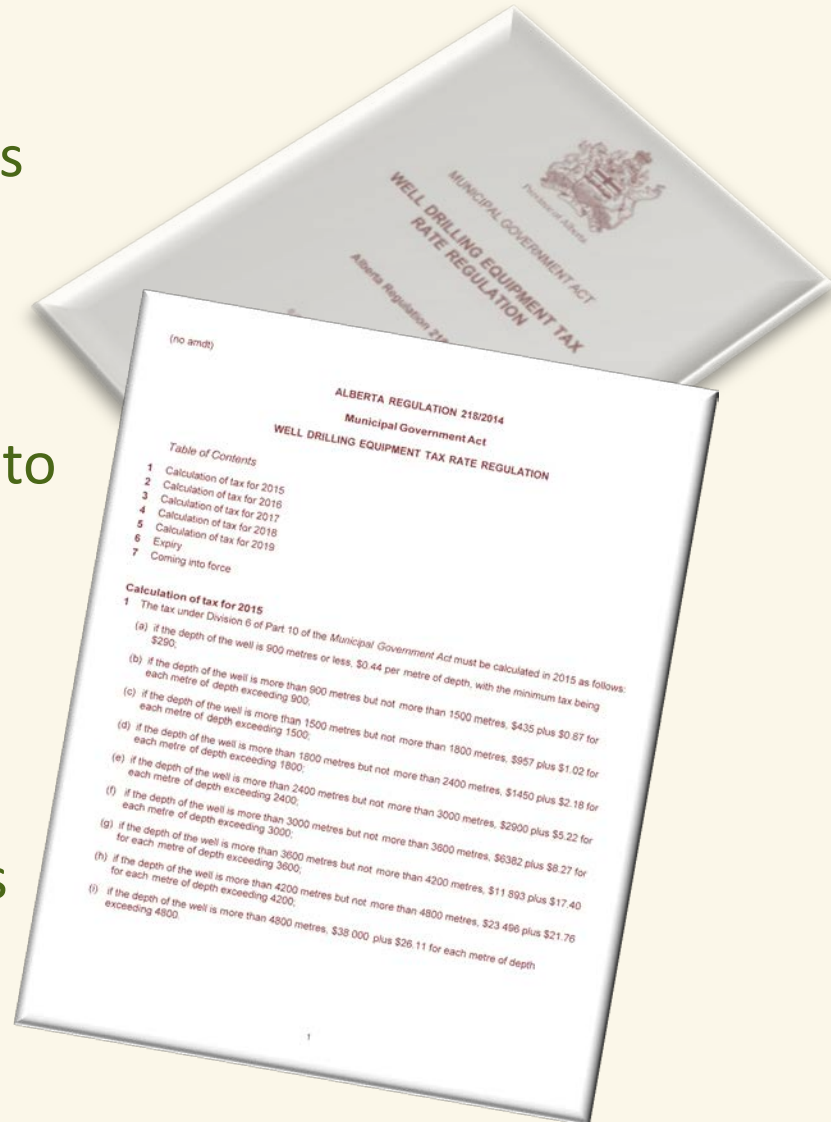 s
to
s
Province of Alberta
MUNICIPAL GOVERNMENT ACT
WELL DRILLING EQUIPMENT TAX
RATE REGULATION
Alberta Regulation
(no amdt)
ALBERTA REGULATION 218/2014
Municipal Government Act
WELL DRILLING EQUIPMENT TAX RATE REGULATION
Table of Contents
1 Calculation of tax for 2015
2 Calculation of tax for 2016
3 Calculation of tax for 2017
4 Calculation of tax for 2018
5 Calculation of tax for 2019
6 Expiry
7 Coming into force
Calculation of tax for 2015
1 The tax under Division 6 of Part 10 of the Municipal Government Act must be calculated in 2015 as follows:
(a) if the depth of the well is 900 metres or less, $0.44 per metre of depth, with the minimum tax being
$290;
(b) if the depth of the well is more than 900 metres but not more than 1500 metres, $435 plus $0.87 for
each metre of depth exceeding 900;
(c) if the depth of the well is more than 1500 metres but not more than 1800 metres, $957 plus $1.02 for
each metre of depth exceeding 1500;
(d) if the depth of the well is more than 1800 metres but not more than 2400 metres, $1450 plus $2.18 for
each metre of depth exceeding 1800;
(e) if the depth of the well is more than 2400 metres but not more than 3000 metres, $2900 plus $5.22 for
each metre of depth exceeding 2400;
(f) if the depth of the well is more than 3000 metres but not more than 3600 metres, $6382 plus $8.27 for
each metre of depth exceeding 3000;
(g) if the depth of the well is more than 3600 metres but not more than 4200 metres, $11 893 plus $17.40
for each metre of depth exceeding 3600;
(h) if the depth of the well is more than 4200 metres but not more than 4800 metres, $23 496 plus $21.76
for each metre of depth exceeding 4200;
(i) if the depth of the well is more than 4800 metres, $38 000 plus $26.11 for each metre of depth
exceeding 4800.
1